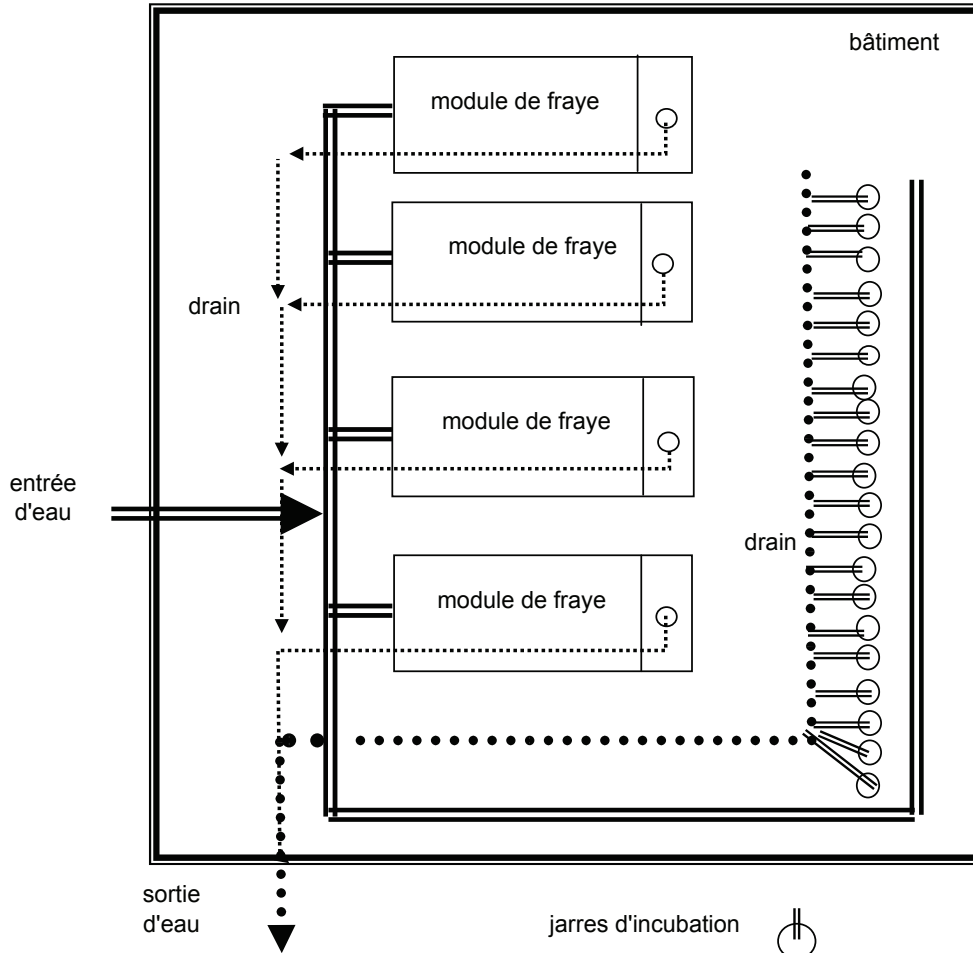 bâtiment
module de fraye
module de fraye
drain
module de fraye
entrée
d'eau
drain
module de fraye
sortie
d'eau
jarres d'incubation